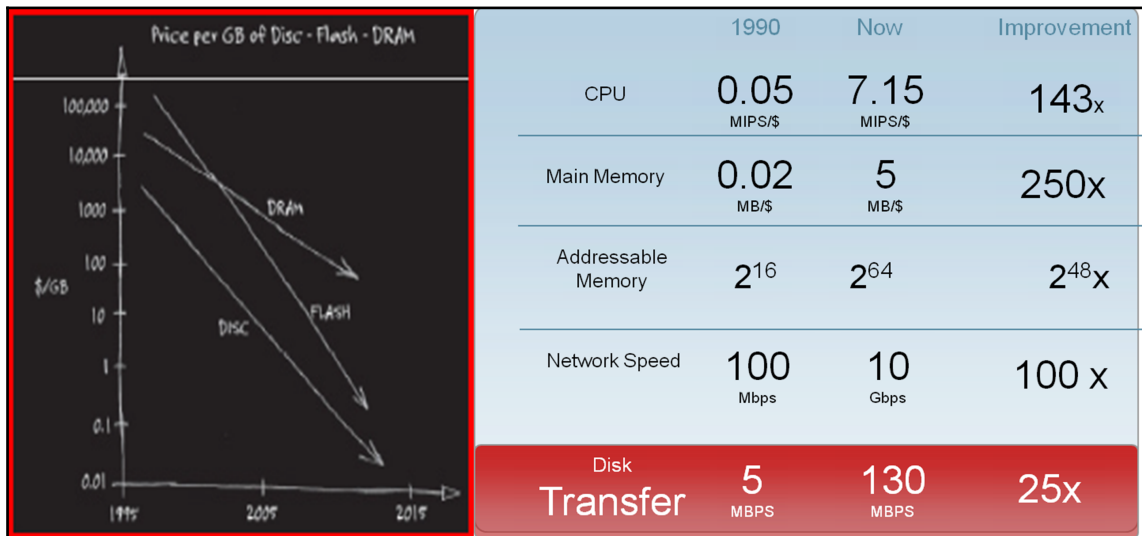 Price per GB of Disc - Flash - DRAM
100,000
10,000
1000
100
$/GB
10
1
0.1
0.01
DRAM
FLASH
DISC
1995
2005
2015
1990 Now Improvement
CPU 0.05 7.15 143x
MIPS/$ MIPS/$
Main Memory 0.02 5 250x
MB/$ MB/$
Addressable
Memory 2^16 2^64 2^48x
Network Speed 100 10 100 x
Mbps Gbps
Disk
Transfer 5 130 25x
MBPS MBPS